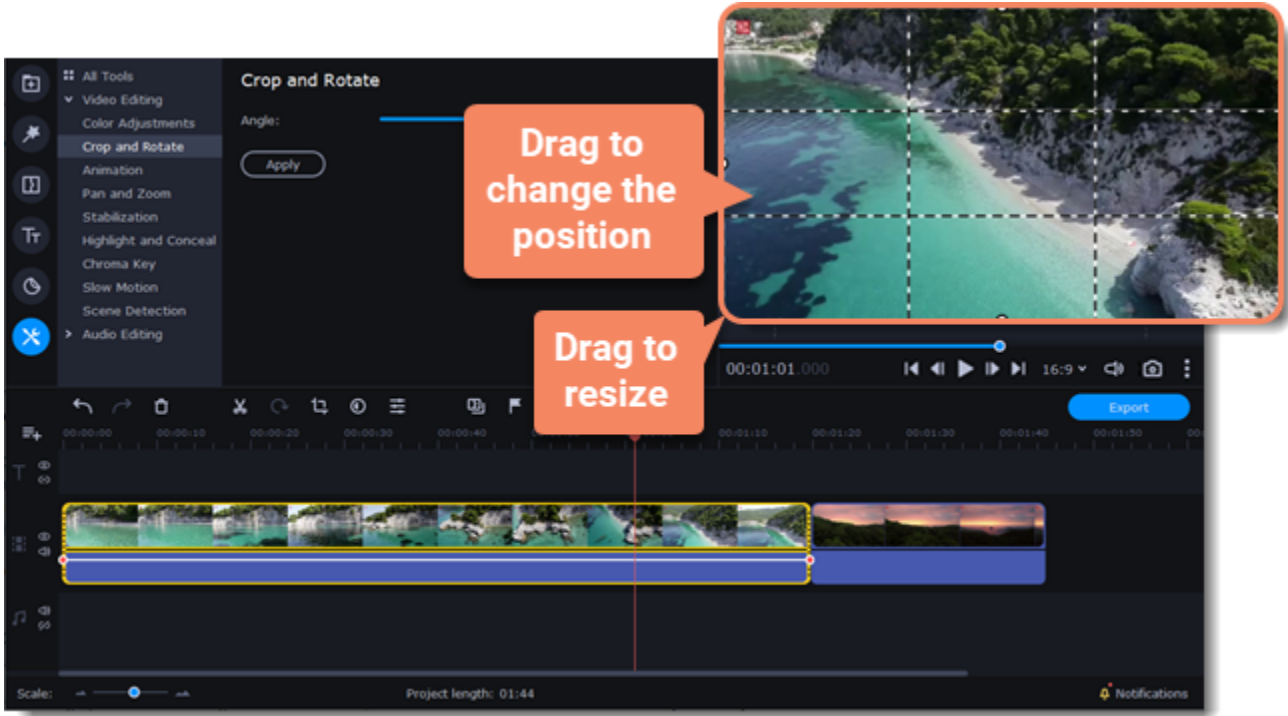 All Tools
Video Editing
Color Adjustments
Crop and Rotate
Animation
Pan and Zoom
Stabilization
Highlight and Conceal
Chroma Key
Slow Motion
Scene Detection
Audio Editing
Crop and Rotate
Angle:
Apply
Drag to
change the
position
Drag to
resize
00:01:01.000
16:9
Export
00:00:00 00:00:10 00:00:20 00:00:30 00:00:40 00:01:10 00:01:20 00:01:30 00:01:40 00:01:50
Scale:
Project length: 01:44
Notifications